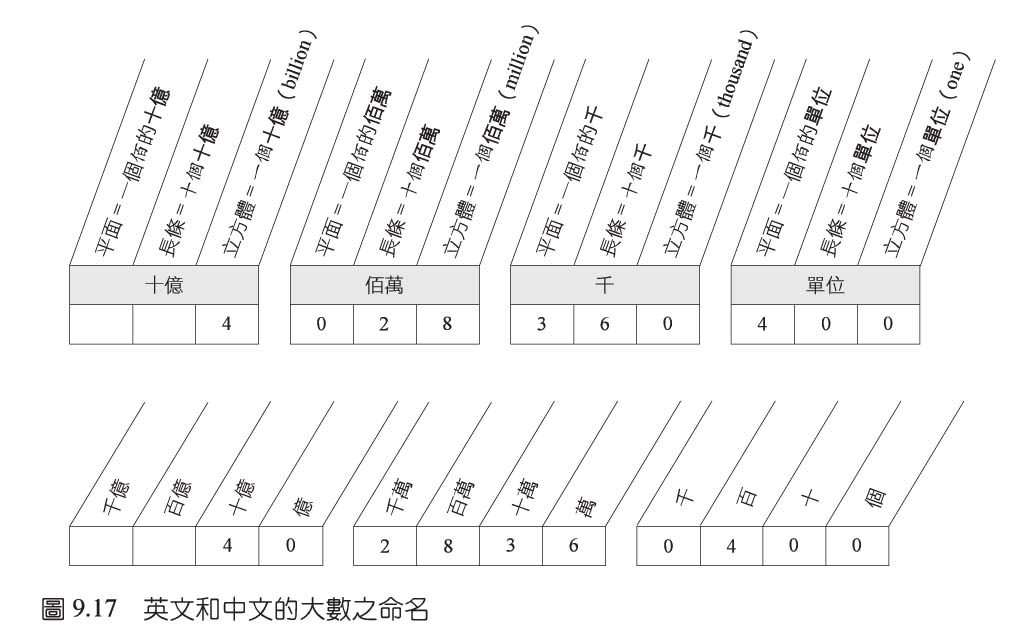 平面=一個佰的十億
長條=十個十億
立方體=一個十億（billion）
平面=一個佰的佰萬
長條=十個佰萬
立方體=一個佰萬（million）
平面=一個佰的千
長條=十個千
立方體=一個千（thousand）
平面=一個佰的單位
長條=十個單位
立方體=一個單位（one）
十億 佰萬 千 單位
4 0 2 8 3 6 0 4 0 0
千億 百億 十億 億 千萬 百萬 十萬 萬 千 百 十 個
4 0 2 8 3 6 0 4 0 0
圖 9.17 英文和中文的大數之命名